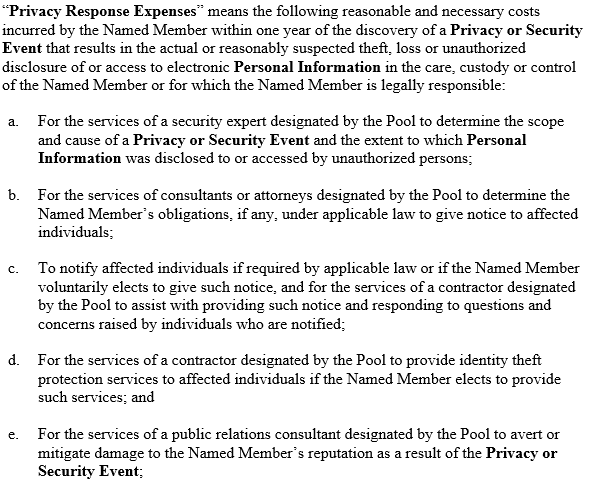 “Privacy Response Expenses” means the following reasonable and necessary costs
incurred by the Named Member within one year of the discovery of a Privacy or Security
Event that results in the actual or reasonably suspected theft, loss or unauthorized
disclosure of or access to electronic Personal Information in the care, custody or control
of the Named Member or for which the Named Member is legally responsible:
a. For the services of a security expert designated by the Pool to determine the scope
and cause of a Privacy or Security Event and the extent to which Personal
Information was disclosed to or accessed by unauthorized persons;
b. For the services of consultants or attorneys designated by the Pool to determine the
Named Member’s obligations, if any, under applicable law to give notice to affected
individuals;
c. To notify affected individuals if required by applicable law or if the Named Member
voluntarily elects to give such notice, and for the services of a contractor designated
by the Pool to assist with providing such notice and responding to questions and
concerns raised by individuals who are notified;
d. For the services of a contractor designated by the Pool to provide identity theft
protection services to affected individuals if the Named Member elects to provide
such services; and
e. For the services of a public relations consultant designated by the Pool to avert or
mitigate damage to the Named Member’s reputation as a result of the Privacy or
Security Event;